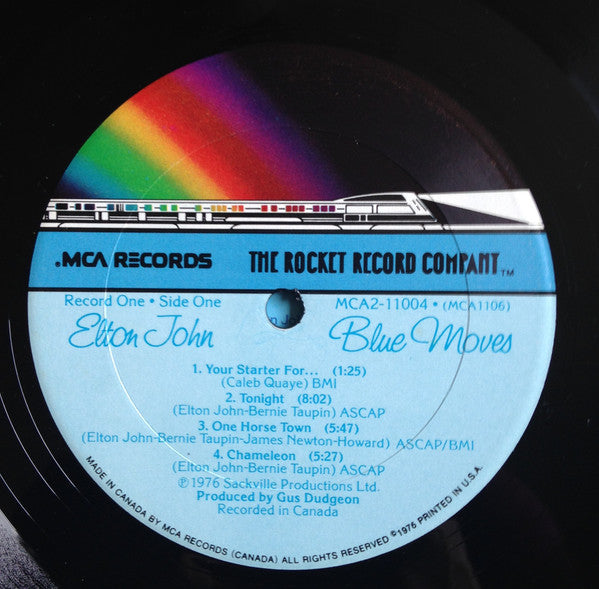 .MCA RECORDS THE ROCKET RECORD COMPANY TM
Record One • Side One MCA2-11004 • (MCA1106)
Elton John Blue Moves
1. Your Starter For... (1:25)
(Caleb Quaye) BMI
2. Tonight (8:02)
(Elton John-Bernie Taupin) ASCAP
3. One Horse Town (5:47)
(Elton John-Bernie Taupin-James Newton-Howard) ASCAP/BMI
4. Chameleon (5:27)
(Elton John-Bernie Taupin) ASCAP
℗ 1976 Sackville Productions Ltd.
Produced by Gus Dudgeon
Recorded in Canada
MADE IN CANADA BY MCA RECORDS (CANADA) ALL RIGHTS RESERVED ©1976 PRINTED IN U.S.A.